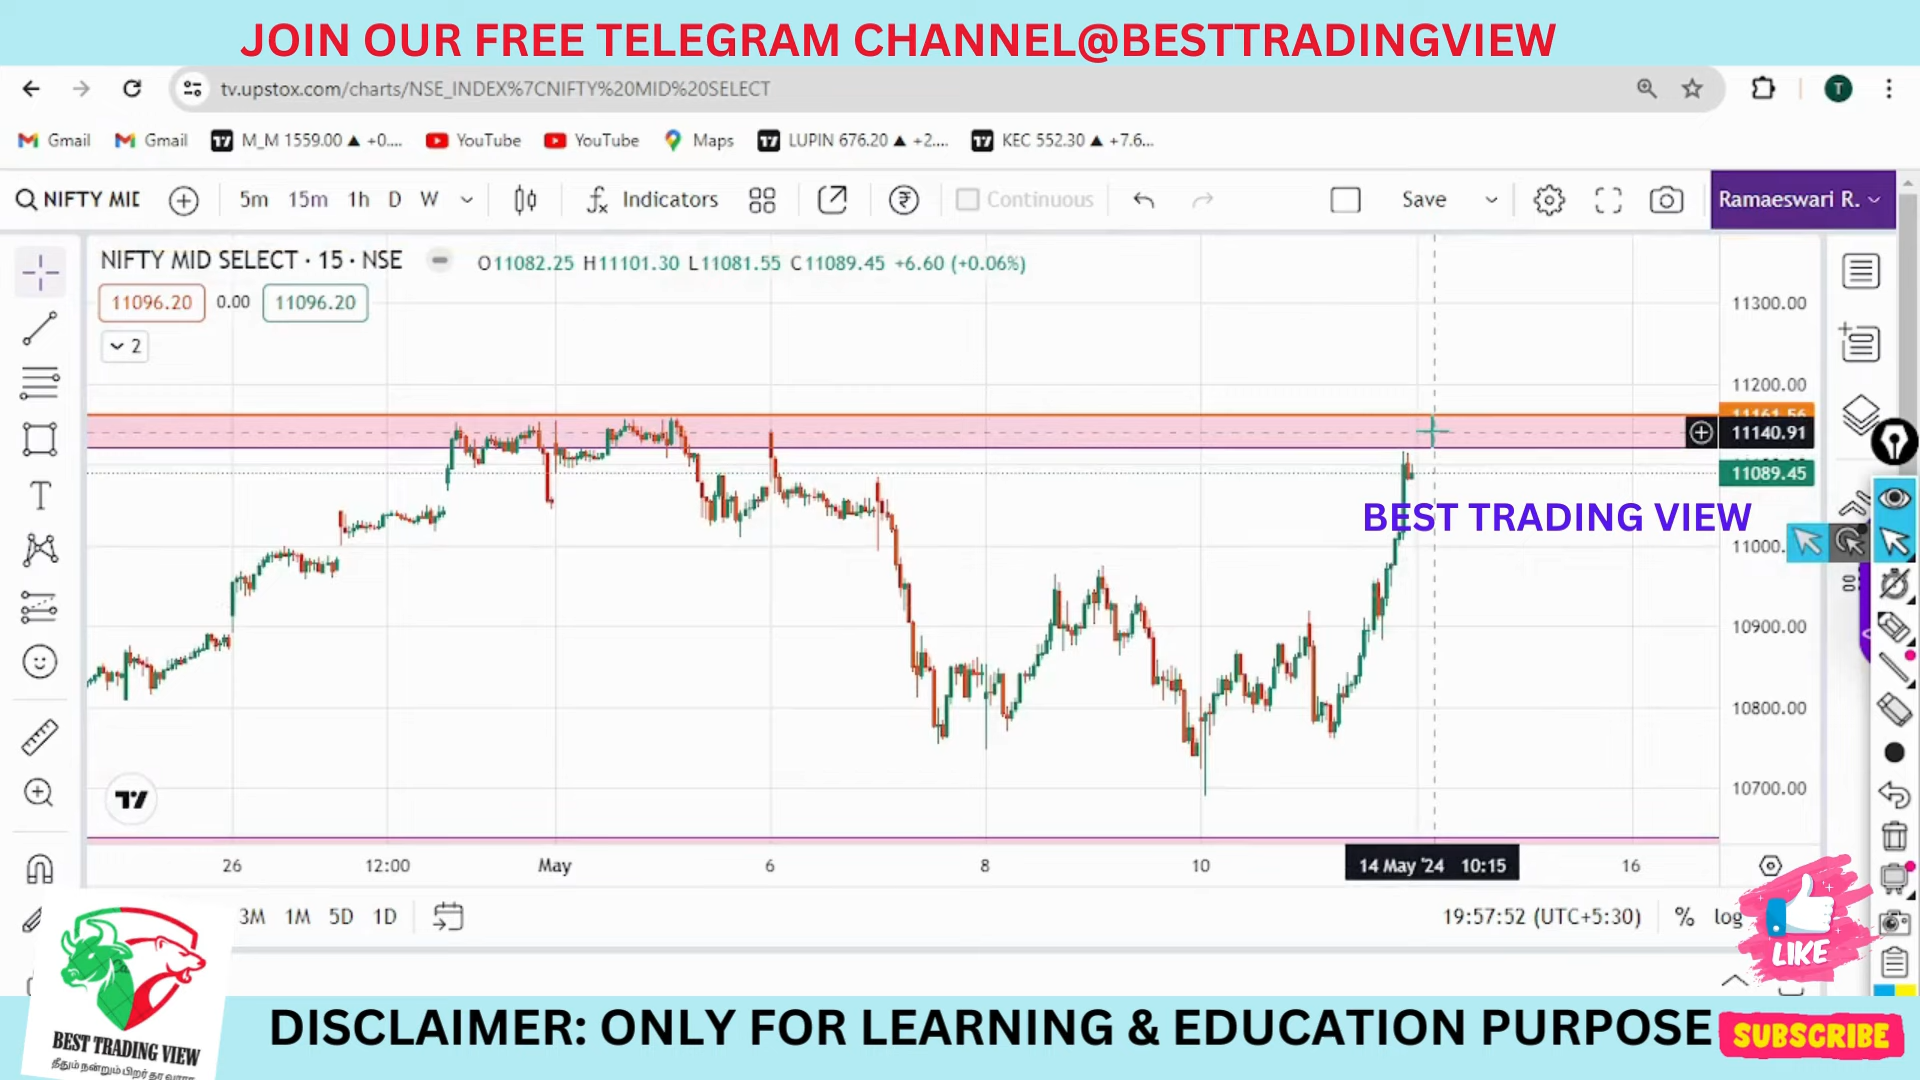 JOIN OUR FREE TELEGRAM CHANNEL@BESTTRADINGVIEW
tv.upstox.com/charts/NSE_INDEX%7CNIFTY%20MID%20SELECT
T
Gmail Gmail M_M 1559.00 ▲ +0.... YouTube YouTube Maps LUPIN 676.20 ▲ +2.... KEC 552.30 ▲ +7.6...
NIFTY MID 5m 15m 1h D W Indicators Continuous Save Ramaeswari R.
NIFTY MID SELECT · 15 · NSE O11082.25 H11101.30 L11081.55 C11089.45 +6.60 (+0.06%)
11096.20 0.00 11096.20
2
11300.00
11200.00
11161.56
11140.91
11089.45
BEST TRADING VIEW
11000.
10900.00
10800.00
10700.00
26 12:00 May 6 8 10 14 May '24 10:15 16
3M 1M 5D 1D 19:57:52 (UTC+5:30) % log
LIKE
BEST TRADING VIEW
DISCLAIMER: ONLY FOR LEARNING & EDUCATION PURPOSE
SUBSCRIBE